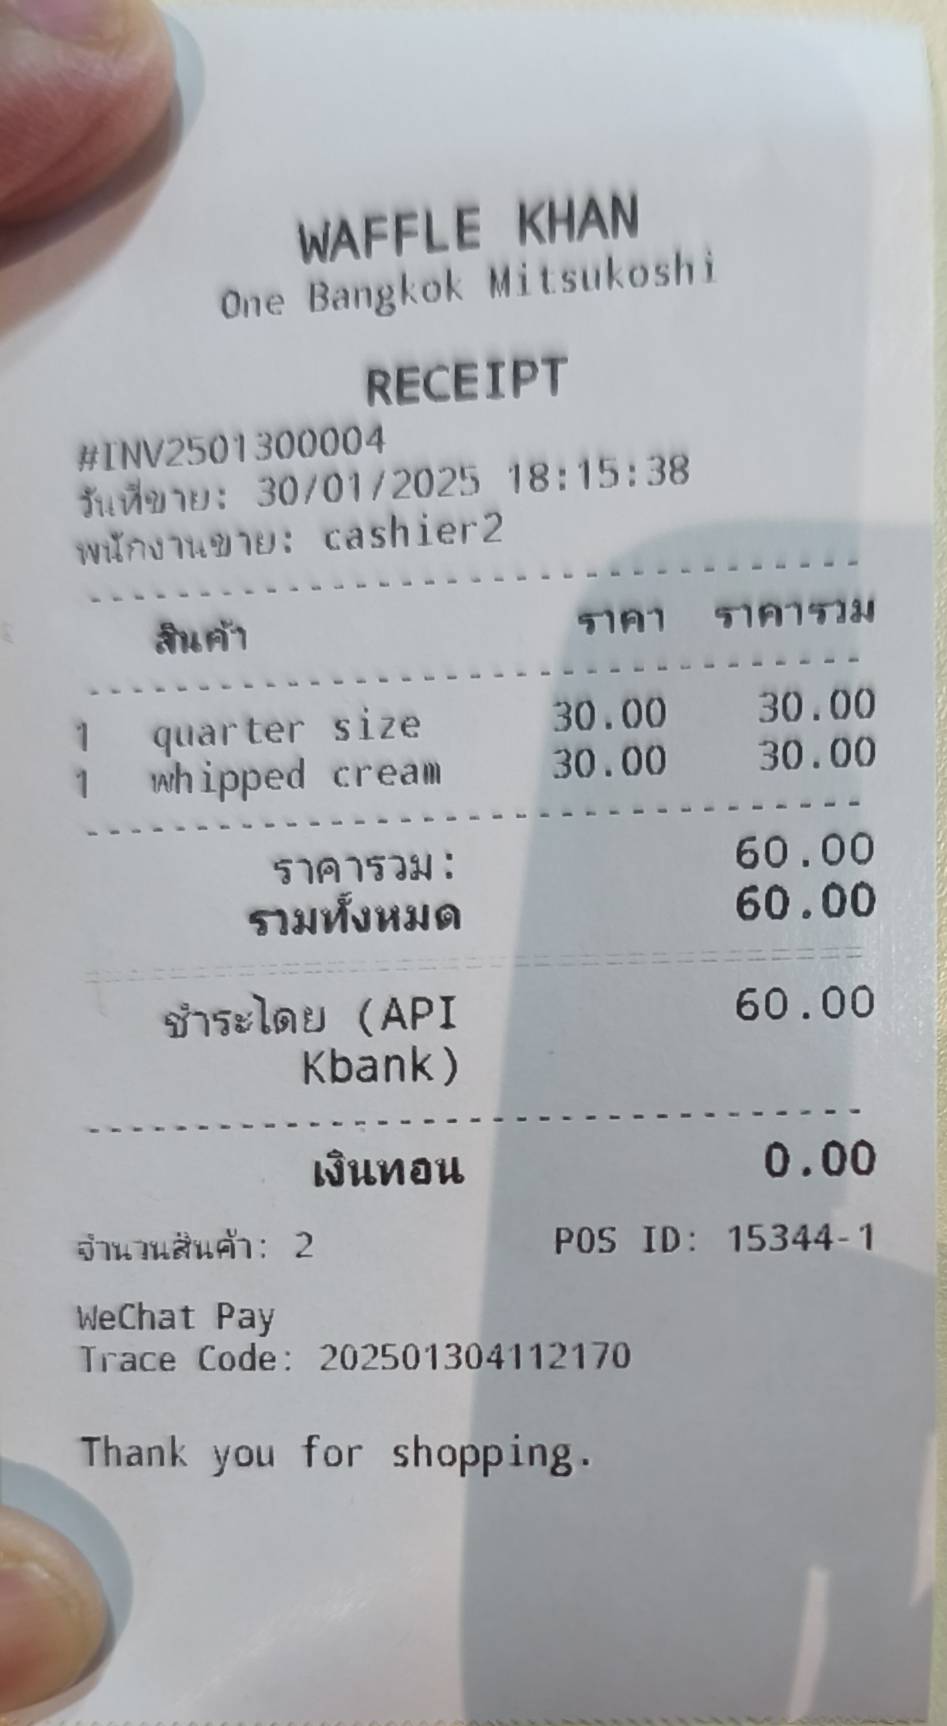 WAFFLE KHAN
One Bangkok Mitsukoshi
RECEIPT
#INV2501300004
วันที่ขาย: 30/01/2025 18:15:38
พนักงานขาย: cashier2
สินค้า ราคา ราคารวม
1 quarter size 30.00 30.00
1 whipped cream 30.00 30.00
ราคารวม: 60.00
รวมทั้งหมด 60.00
ชำระโดย (API 60.00
Kbank)
เงินทอน 0.00
จำนวนสินค้า: 2 POS ID: 15344-1
WeChat Pay
Trace Code: 202501304112170
Thank you for shopping.